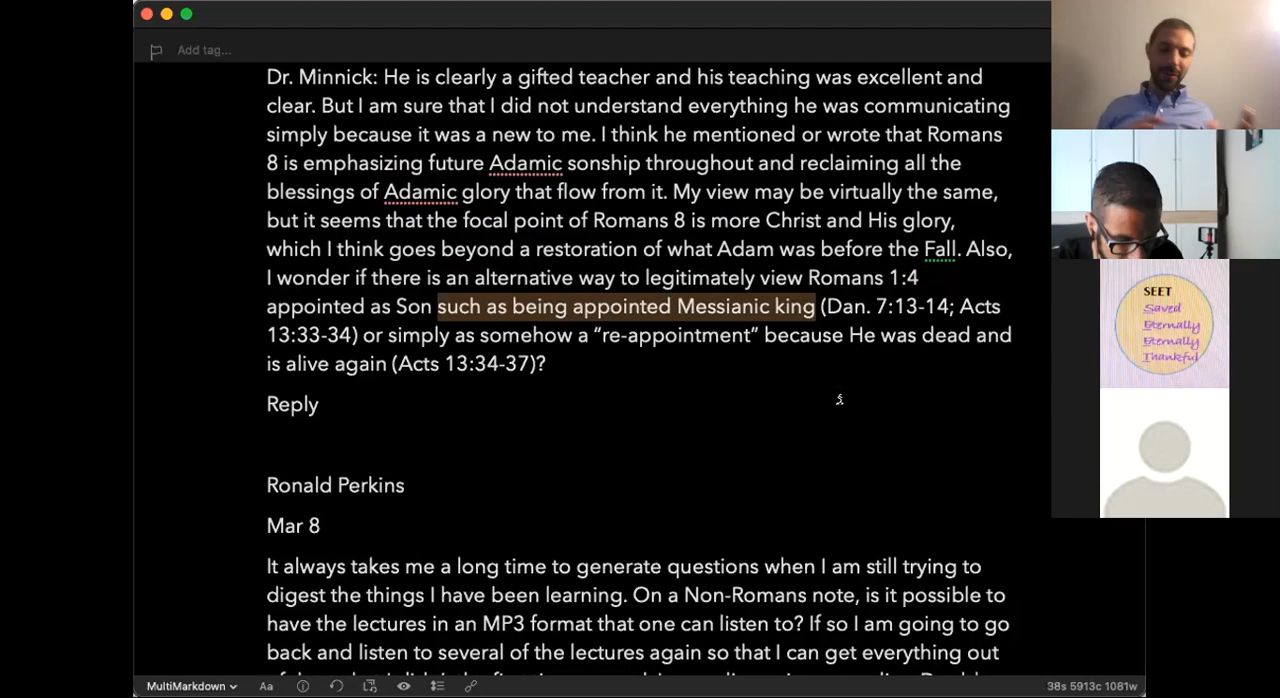 Add tag...
Dr. Minnick: He is clearly a gifted teacher and his teaching was excellent and
clear. But I am sure that I did not understand everything he was communicating
simply because it was a new to me. I think he mentioned or wrote that Romans
8 is emphasizing future Adamic sonship throughout and reclaiming all the
blessings of Adamic glory that flow from it. My view may be virtually the same,
but it seems that the focal point of Romans 8 is more Christ and His glory,
which I think goes beyond a restoration of what Adam was before the Fall. Also,
I wonder if there is an alternative way to legitimately view Romans 1:4
appointed as Son such as being appointed Messianic king (Dan. 7:13-14; Acts
13:33-34) or simply as somehow a “re-appointment” because He was dead and
is alive again (Acts 13:34-37)?
Reply
Ronald Perkins
Mar 8
It always takes me a long time to generate questions when I am still trying to
digest the things I have been learning. On a Non-Romans note, is it possible to
have the lectures in an MP3 format that one can listen to? If so I am going to go
back and listen to several of the lectures again so that I can get everything out
MultiMarkdown
Aa
38s 5913c 1081w
SEET
Saved
Eternally
Eternally
Thankful